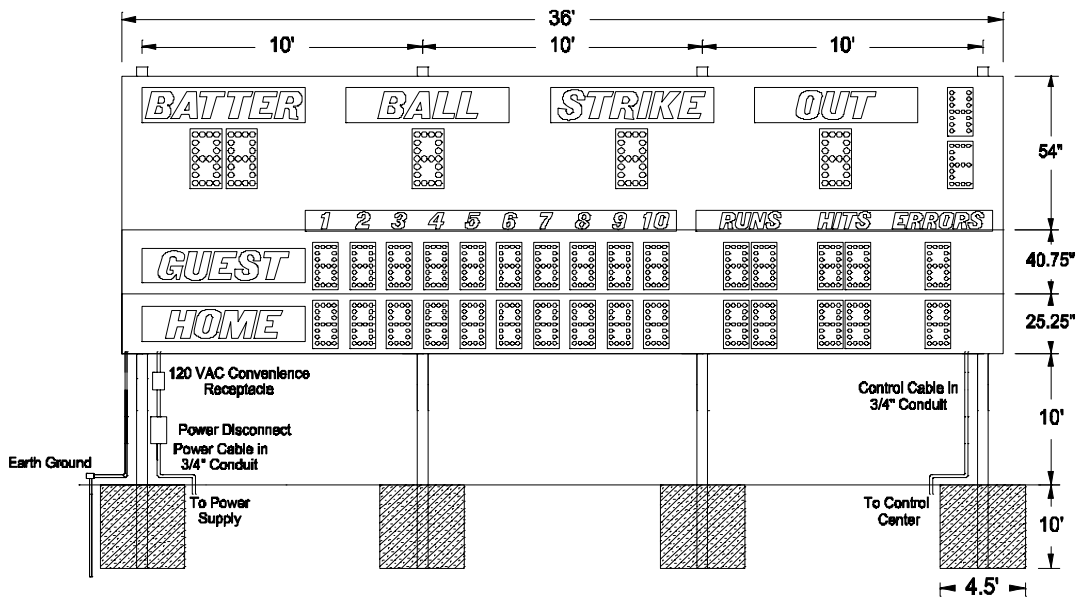 36'
10' 10' 10'
BATTER BALL STRIKE OUT H
E
54"
1 2 3 4 5 6 7 8 9 10 RUNS HITS ERRORS
GUEST 40.75"
HOME 25.25"
120 VAC Convenience
Receptacle
Power Disconnect
Power Cable in
3/4" Conduit
Earth Ground
To Power
Supply
Control Cable in
3/4" Conduit
10'
To Control
Center
10'
4.5'